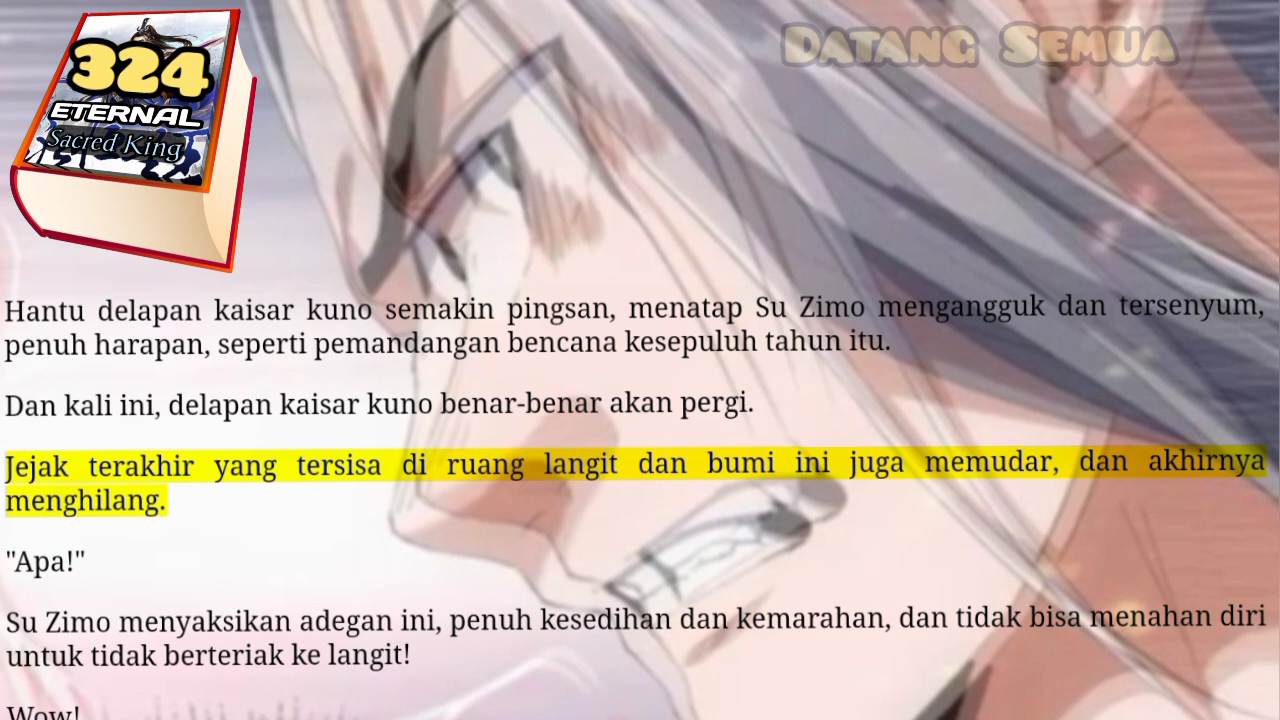 324
ETERNAL
Sacred King
Datang Semua
Hantu delapan kaisar kuno semakin pingsan, menatap Su Zimo mengangguk dan tersenyum,
penuh harapan, seperti pemandangan bencana kesepuluh tahun itu.
Dan kali ini, delapan kaisar kuno benar-benar akan pergi.
Jejak terakhir yang tersisa di ruang langit dan bumi ini juga memudar, dan akhirnya
menghilang.
"Apa!"
Su Zimo menyaksikan adegan ini, penuh kesedihan dan kemarahan, dan tidak bisa menahan diri
untuk tidak berteriak ke langit!
Wow!